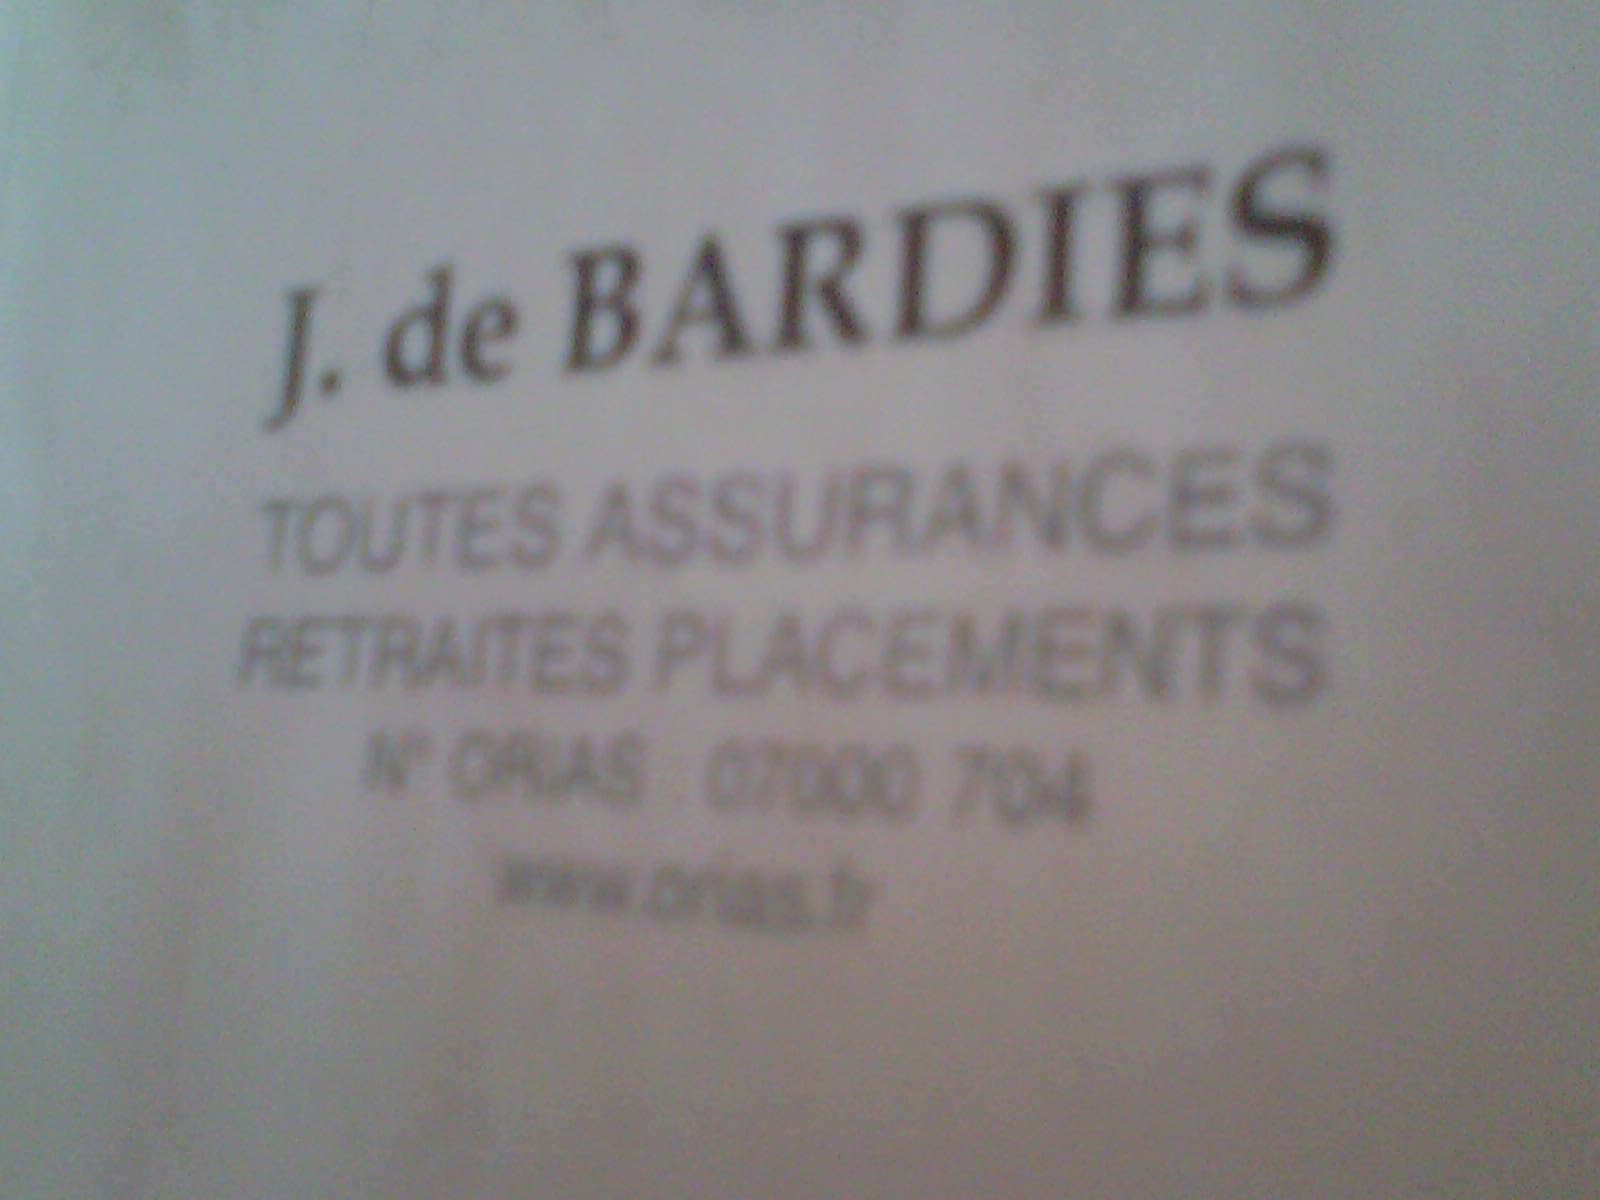 J. de BARDIES
TOUTES ASSURANCES
RETRAITES PLACEMENTS
N° ORIAS 07000 704
www.orias.fr